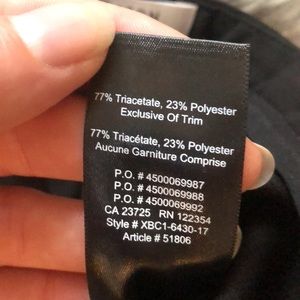 77% Triacetate, 23% Polyester
Exclusive Of Trim
77% Triacétate, 23% Polyester
Aucune Garniture Comprise
P.O. # 4500069987
P.O. # 4500069988
P.O. # 4500069992
CA 23725 RN 122354
Style # XBC1-6430-17
Article # 51806